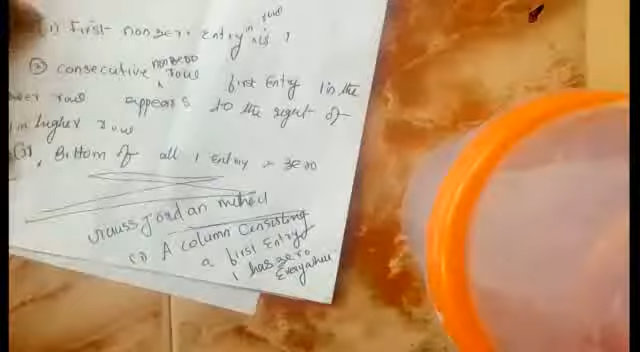 (1) First nonzero Entry in row is 1
(2) consecutive nonzero row first Entry 1 in the
lower row appears to the right of
1 in higher row
(3) Bottom of all 1 Entry = zero
Gauss Jordan method
(1) A column Consisting
a first Entry
1 has zero
Everywhere